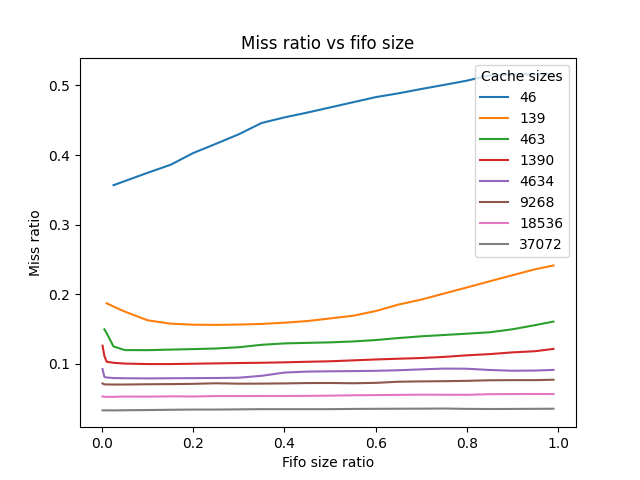 Miss ratio vs fifo size
Cache sizes
46
139
463
1390
4634
9268
18536
37072
Miss ratio
0.5
0.4
0.3
0.2
0.1
0.0 0.2 0.4 0.6 0.8 1.0
Fifo size ratio